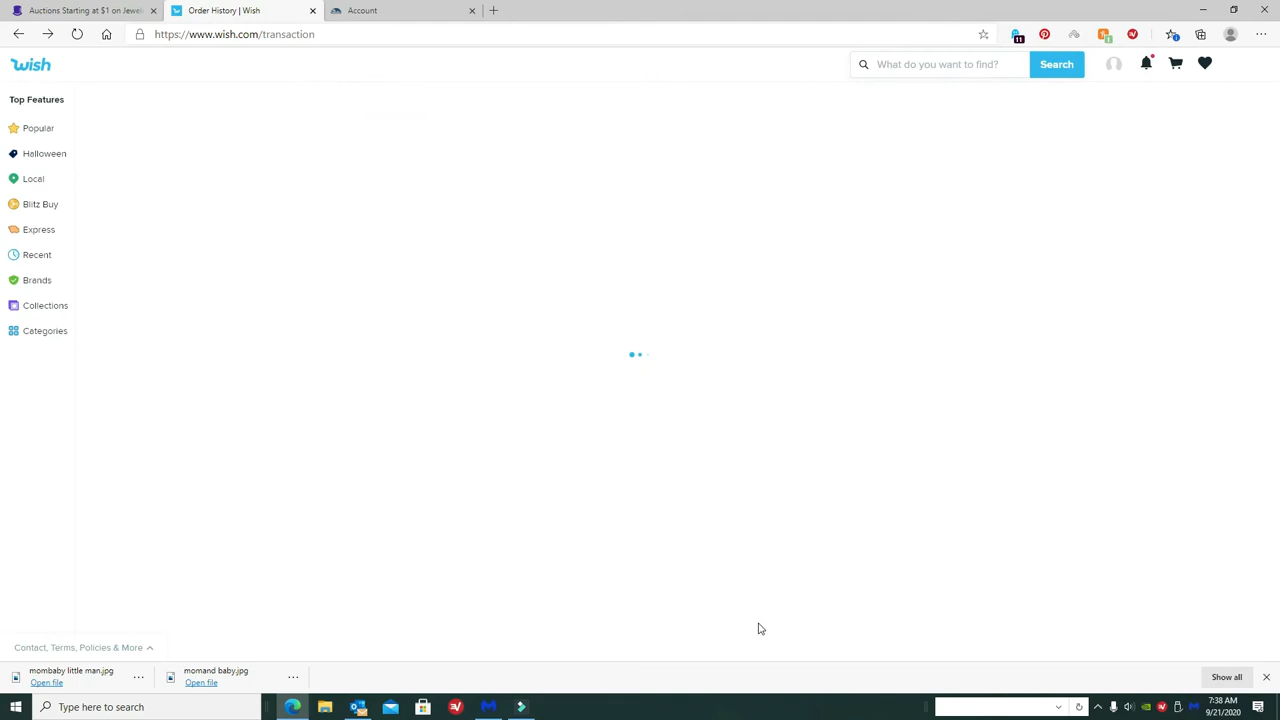 Auctions Starting at $1 on Jewel
Order History | Wish
Account
https://www.wish.com/transaction
11
1
wish
What do you want to find?
Search
Top Features
Popular
Halloween
Local
Blitz Buy
Express
Recent
Brands
Collections
Categories
Contact, Terms, Policies & More
mombaby little man.jpg
Open file
momand baby.jpg
Open file
Show all
Type here to search
7:38 AM
9/21/2020